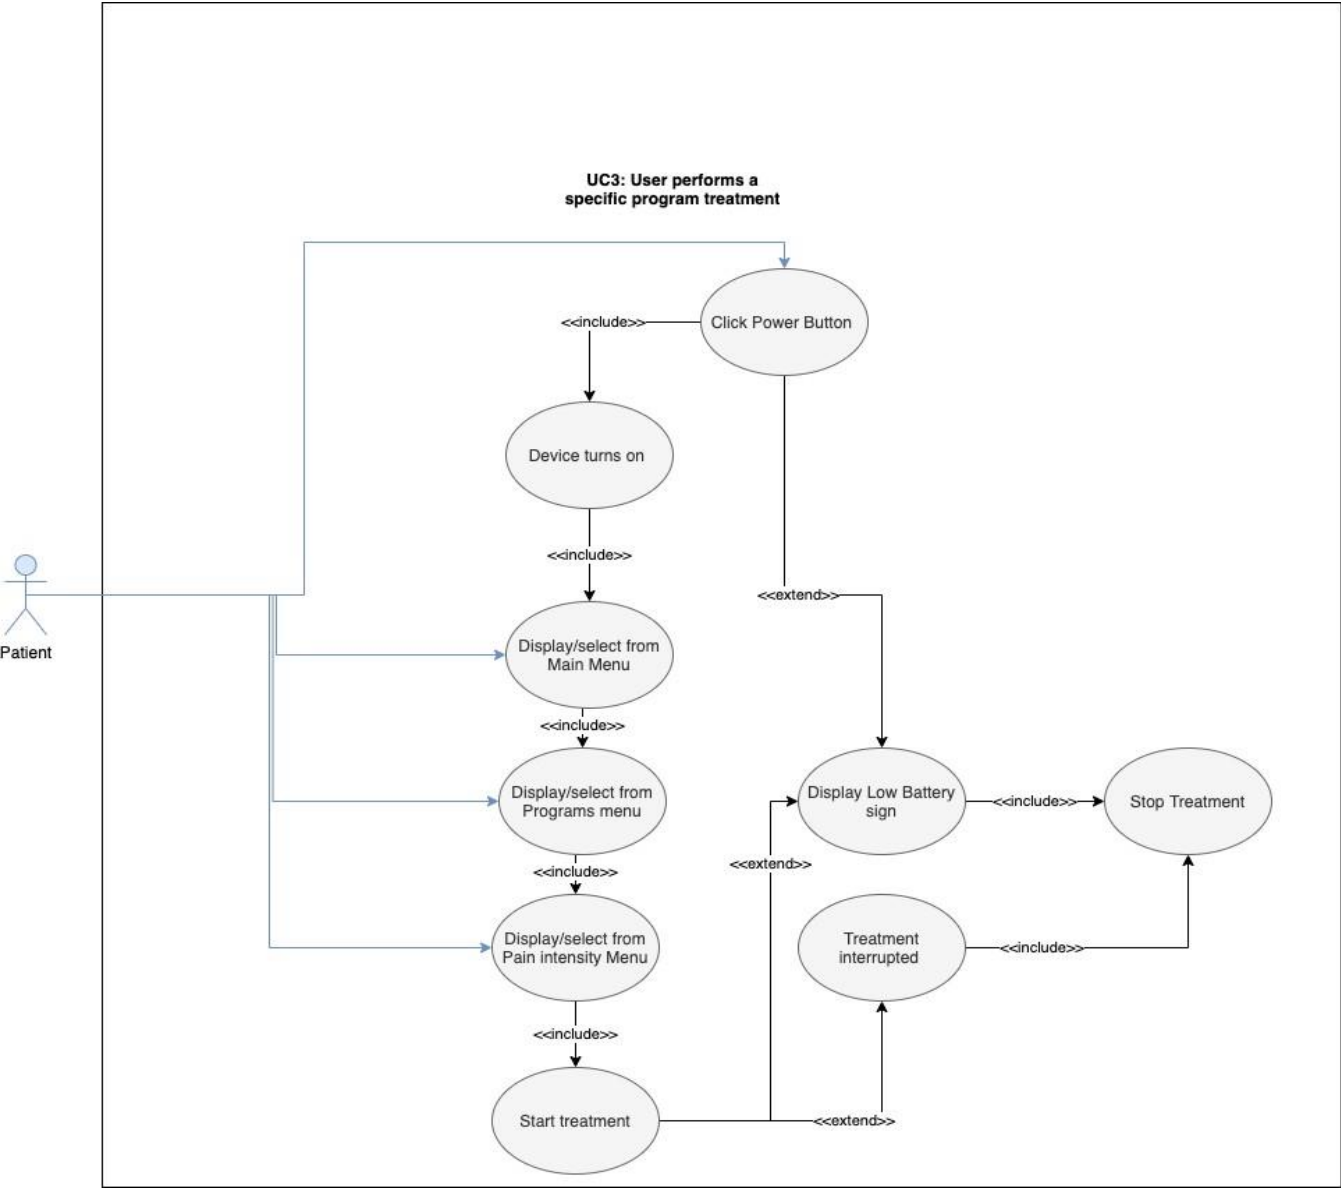 UC3: User performs a
specific program treatment
<<include>>
Click Power Button
Device turns on
<<include>>
<<extend>>
Patient
Display/select from
Main Menu
<<include>>
Display/select from
Programs menu
Display Low Battery
sign
<<include>>
Stop Treatment
<<extend>>
<<include>>
Display/select from
Pain intensity Menu
Treatment
interrupted
<<include>>
<<include>>
Start treatment
<<extend>>